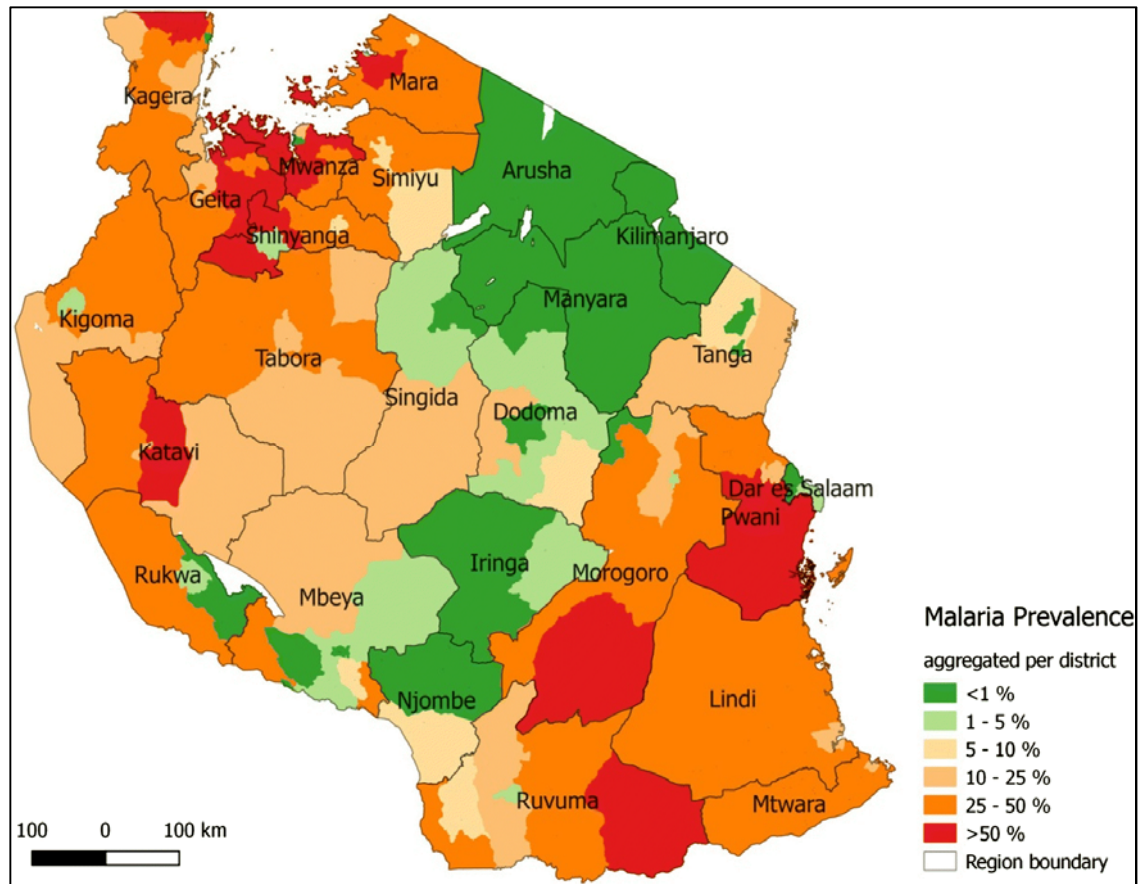 Mara
Kagera
Mwanza
Simiyu
Arusha
Geita
Shinyanga
Kilimanjaro
Kigoma
Manyara
Tabora
Tanga
Singida
Dodoma
Katavi
Dar es Salaam
Pwani
Rukwa
Iringa
Morogoro
Mbeya
Njombe
Lindi
Ruvuma
Mtwara
Malaria Prevalence
aggregated per district
<1 %
1 - 5 %
5 - 10 %
10 - 25 %
25 - 50 %
>50 %
Region boundary
100 0 100 km